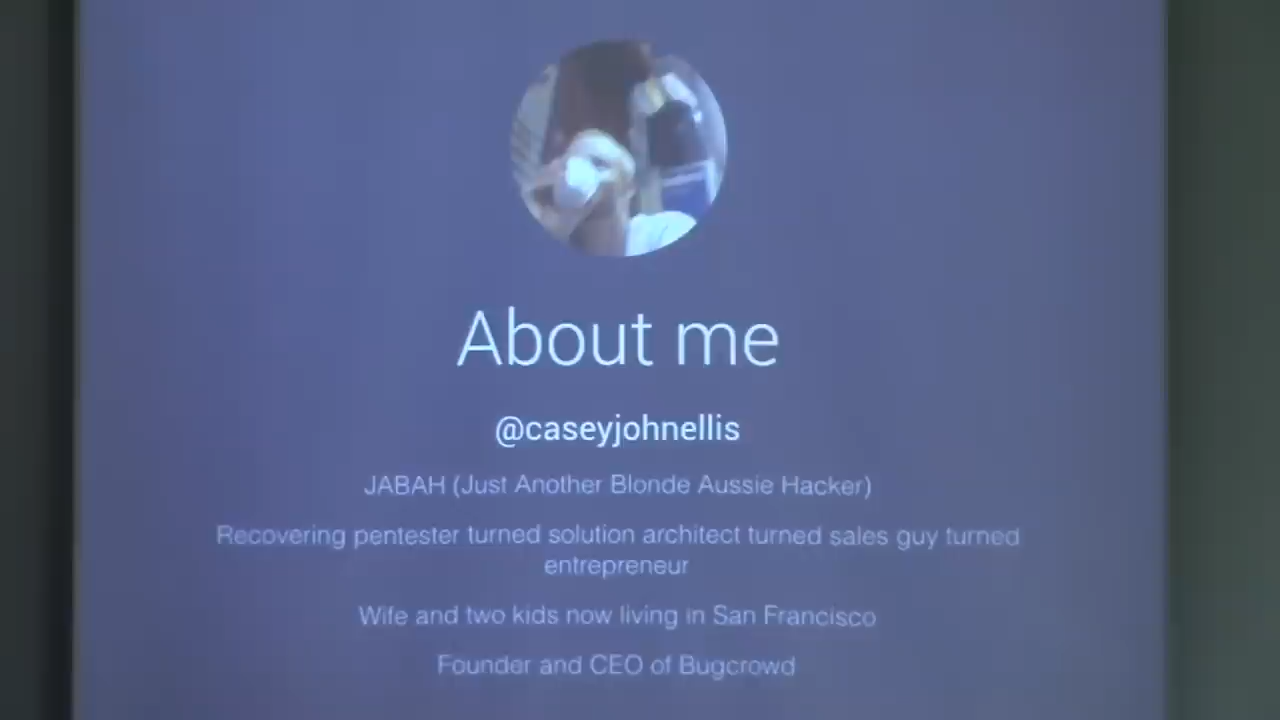 About me
@caseyjohnellis
JABAH (Just Another Blonde Aussie Hacker)
Recovering pentester turned solution architect turned sales guy turned
entrepreneur
Wife and two kids now living in San Francisco
Founder and CEO of Bugcrowd